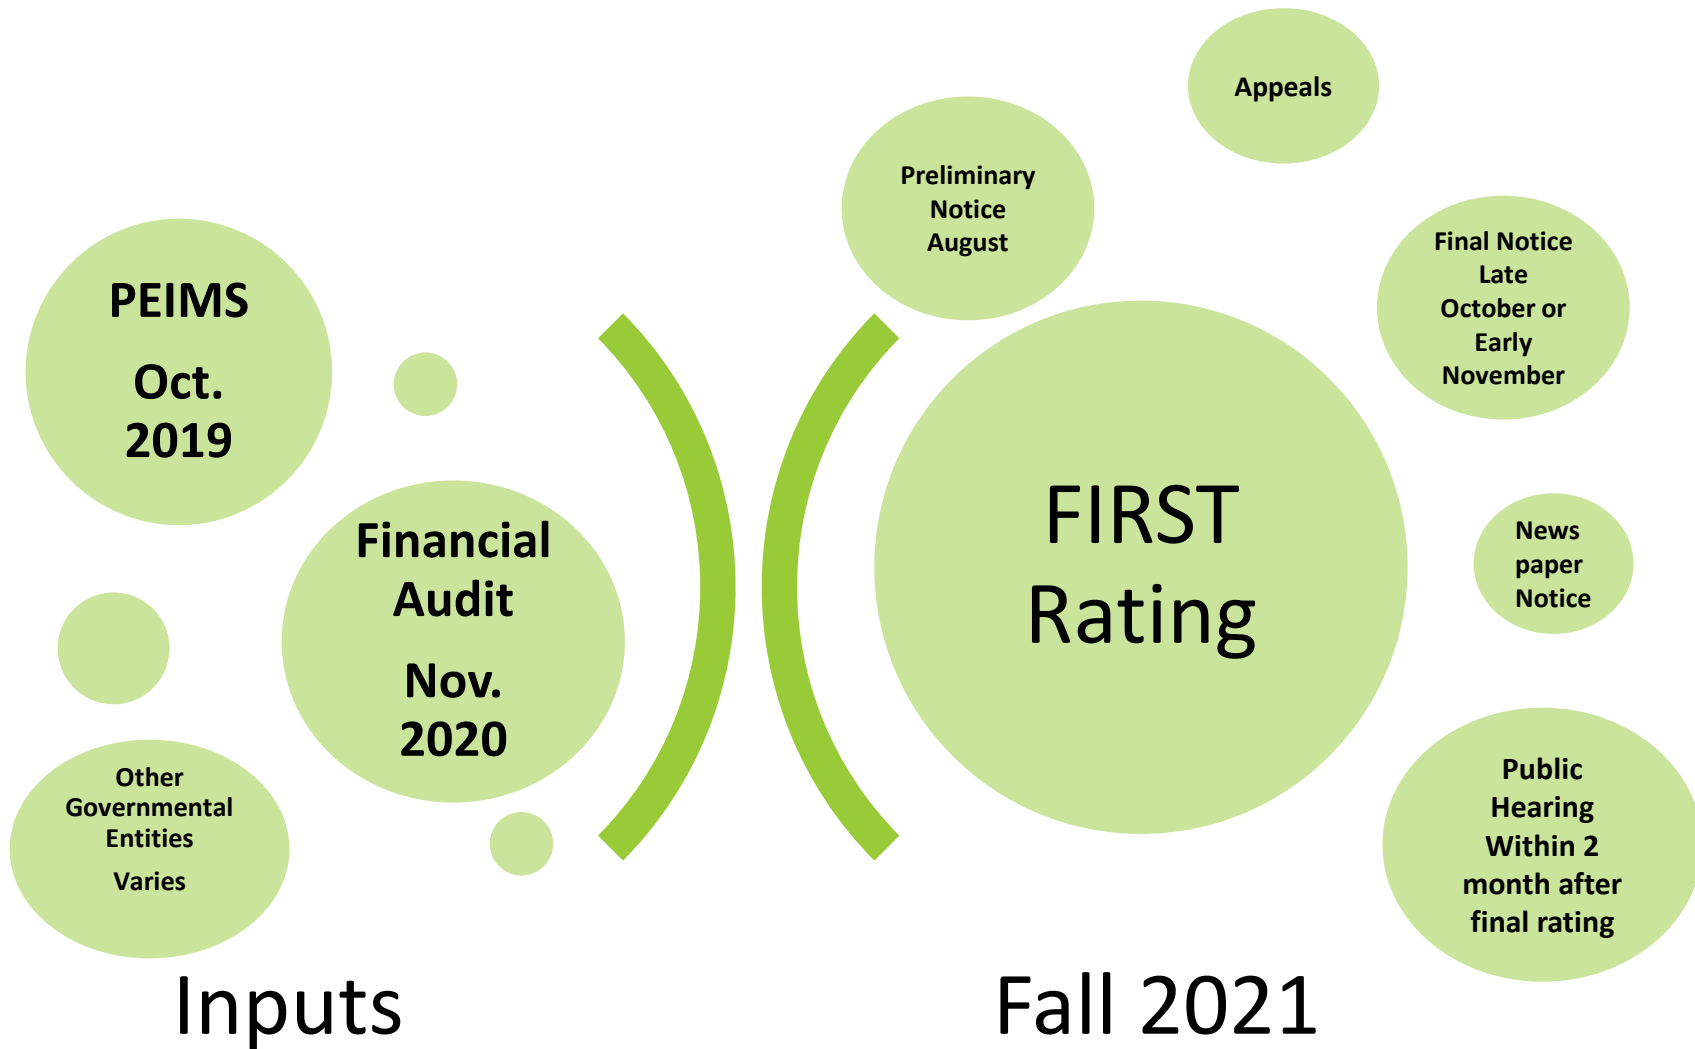 PEIMS
Oct.
2019
Financial
Audit
Nov.
2020
Other
Governmental
Entities
Varies
Inputs
Preliminary
Notice
August
Appeals
Final Notice
Late
October or
Early
November
News
paper
Notice
Public
Hearing
Within 2
month after
final rating
FIRST
Rating
Fall 2021